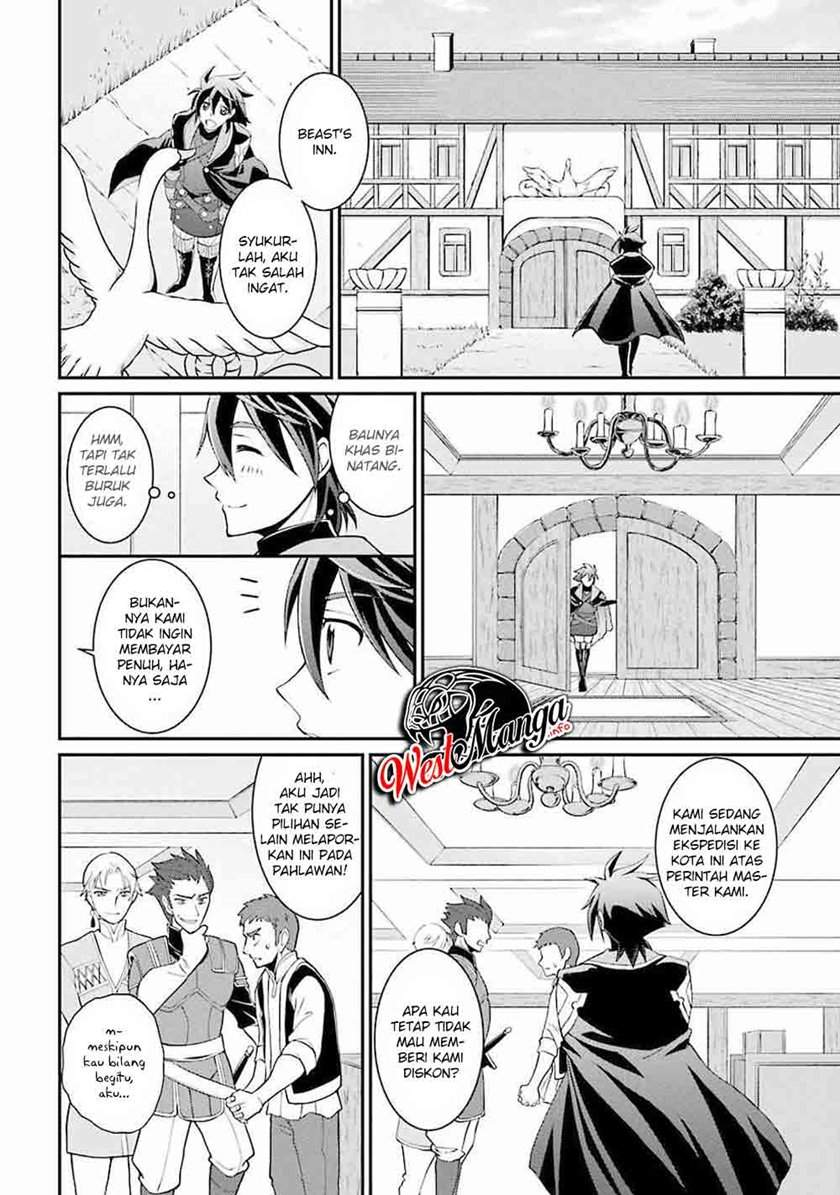 BEAST'S
INN.
SYUKUR-
LAH, AKU
TAK SALAH
INGAT.
BAUNYA
KHAS BI-
NATANG.
HMM,
TAPI TAK
TERLALU
BURUK
JUGA.
BUKAN-
NYA KAMI
TIDAK INGIN
MEMBAYAR
PENUH, HA-
NYA SAJA
...
WestManga
.info
KAMI SEDANG
MENJALANKAN
EKSPEDISI KE
KOTA INI ATAS
PERINTAH MAS-
TER KAMI.
APA KAU
TETAP TIDAK
MAU MEM-
BERI KAMI
DISKON?
AHH,
AKU JADI
TAK PUNYA
PILIHAN SE-
LAIN MELAPOR-
KAN INI PADA
PAHLAWAN!
m-
meskipun
kau bilang
begitu,
aku...